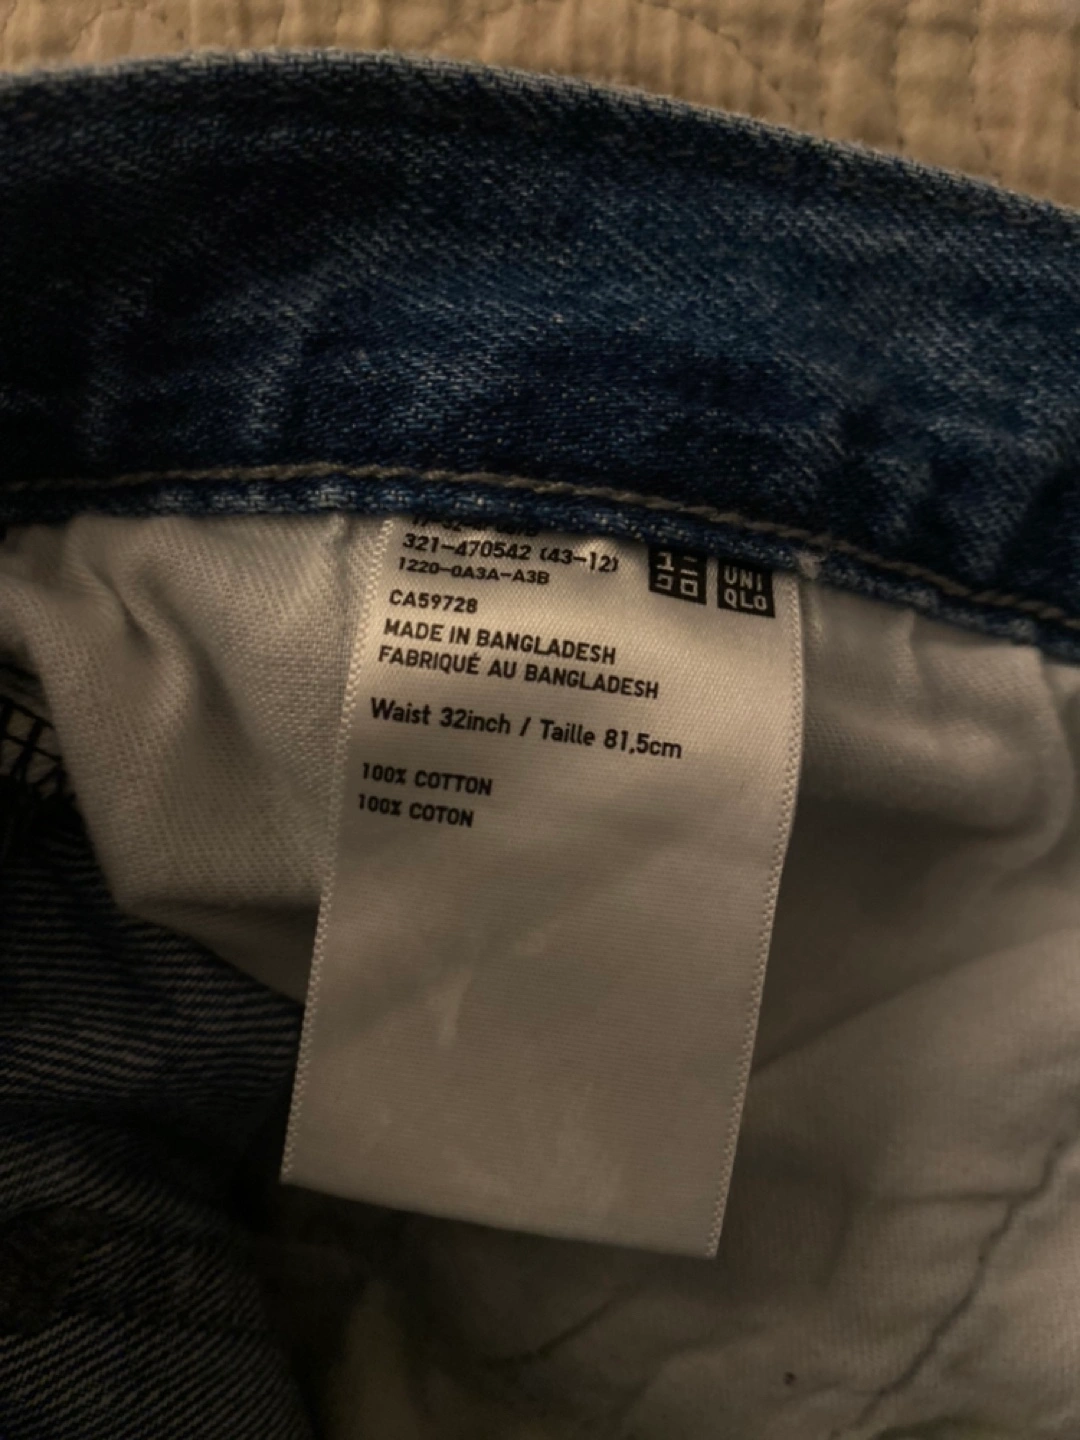 321-470542 (43-12)
1220-0A3A-A3B
CA59728
MADE IN BANGLADESH
FABRIQUÉ AU BANGLADESH
Waist 32inch / Taille 81,5cm
100% COTTON
100% COTON
UNI
QLO